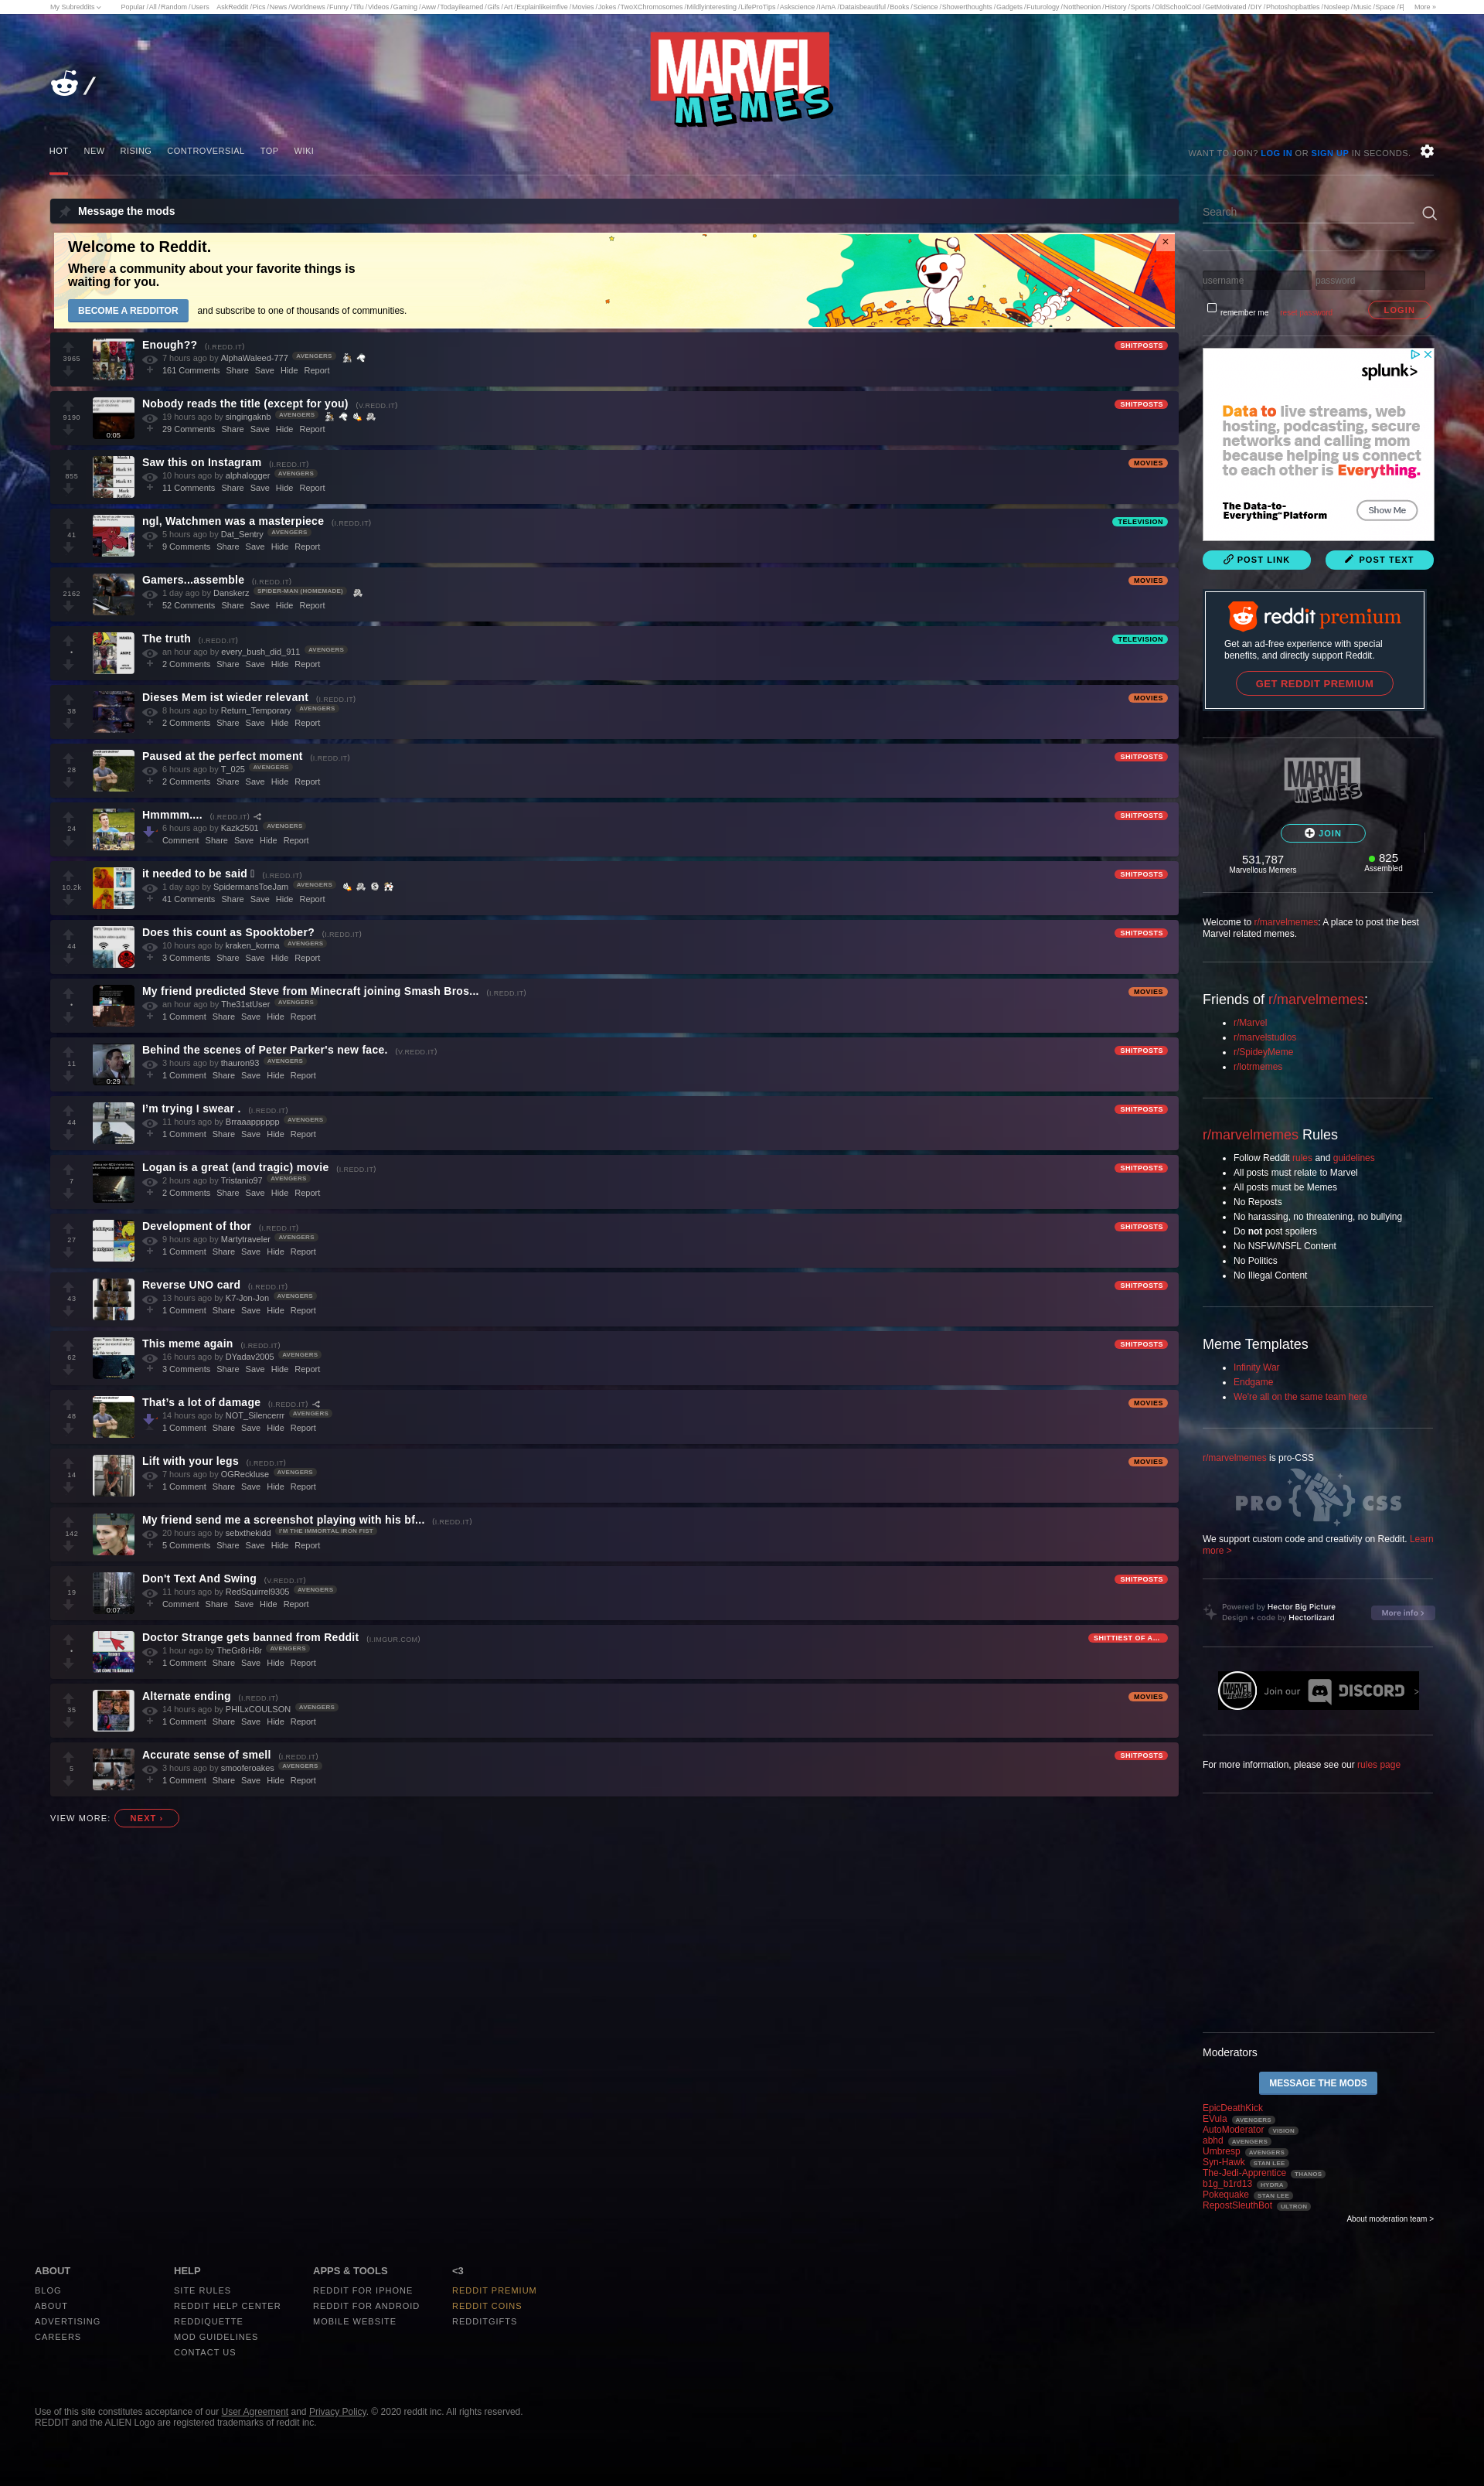 My Subreddits Popular / All / Random / Users AskReddit / Pics / News / Worldnews / Funny / Tifu / Videos / Gaming / Aww / Todayilearned / Gifs / Art / Explainlikeimfive / Movies / Jokes / TwoXChromosomes / Mildlyinteresting / LifeProTips / Askscience / IAmA / Dataisbeautiful / Books / Science / Showerthoughts / Gadgets / Futurology / Nottheonion / History / Sports / OldSchoolCool / GetMotivated / DIY / Photoshopbattles / Nosleep / Music / Space / More »
MARVEL
MEMES
/
HOT NEW RISING CONTROVERSIAL TOP WIKI
WANT TO JOIN? LOG IN OR SIGN UP IN SECONDS.
Message the mods
Welcome to Reddit.
Where a community about your favorite things is
waiting for you.
BECOME A REDDITOR and subscribe to one of thousands of communities.
×
3965
Enough?? (I.REDD.IT)
SHITPOSTS
7 hours ago by AlphaWaleed-777 AVENGERS
161 Comments Share Save Hide Report
9190
0:05
Nobody reads the title (except for you) (V.REDD.IT)
SHITPOSTS
19 hours ago by singingaknb AVENGERS
29 Comments Share Save Hide Report
855
Saw this on Instagram (I.REDD.IT)
MOVIES
10 hours ago by alphalogger AVENGERS
11 Comments Share Save Hide Report
41
ngl, Watchmen was a masterpiece (I.REDD.IT)
TELEVISION
5 hours ago by Dat_Sentry AVENGERS
9 Comments Share Save Hide Report
2162
Gamers...assemble (I.REDD.IT)
MOVIES
1 day ago by Danskerz SPIDER-MAN (HOMEMADE)
52 Comments Share Save Hide Report
•
The truth (I.REDD.IT)
TELEVISION
an hour ago by every_bush_did_911 AVENGERS
2 Comments Share Save Hide Report
38
Dieses Mem ist wieder relevant (I.REDD.IT)
MOVIES
8 hours ago by Return_Temporary AVENGERS
2 Comments Share Save Hide Report
28
Paused at the perfect moment (I.REDD.IT)
SHITPOSTS
6 hours ago by T_025 AVENGERS
2 Comments Share Save Hide Report
24
Hmmmm.... (I.REDD.IT)
SHITPOSTS
6 hours ago by Kazk2501 AVENGERS
Comment Share Save Hide Report
10.2k
it needed to be said (I.REDD.IT)
SHITPOSTS
1 day ago by SpidermansToeJam AVENGERS
41 Comments Share Save Hide Report
44
Does this count as Spooktober? (I.REDD.IT)
SHITPOSTS
10 hours ago by kraken_korma AVENGERS
3 Comments Share Save Hide Report
•
My friend predicted Steve from Minecraft joining Smash Bros... (I.REDD.IT)
MOVIES
an hour ago by The31stUser AVENGERS
1 Comment Share Save Hide Report
11
0:29
Behind the scenes of Peter Parker's new face. (V.REDD.IT)
SHITPOSTS
3 hours ago by thauron93 AVENGERS
1 Comment Share Save Hide Report
44
I'm trying I swear . (I.REDD.IT)
SHITPOSTS
11 hours ago by Brraaapppppp AVENGERS
1 Comment Share Save Hide Report
7
Logan is a great (and tragic) movie (I.REDD.IT)
SHITPOSTS
2 hours ago by Tristanio97 AVENGERS
2 Comments Share Save Hide Report
27
Development of thor (I.REDD.IT)
SHITPOSTS
9 hours ago by Martytraveler AVENGERS
1 Comment Share Save Hide Report
43
Reverse UNO card (I.REDD.IT)
SHITPOSTS
13 hours ago by K7-Jon-Jon AVENGERS
1 Comment Share Save Hide Report
62
This meme again (I.REDD.IT)
SHITPOSTS
16 hours ago by DYadav2005 AVENGERS
3 Comments Share Save Hide Report
48
That's a lot of damage (I.REDD.IT)
MOVIES
14 hours ago by NOT_Silencerrr AVENGERS
1 Comment Share Save Hide Report
14
Lift with your legs (I.REDD.IT)
MOVIES
7 hours ago by OGReckluse AVENGERS
1 Comment Share Save Hide Report
142
My friend send me a screenshot playing with his bf... (I.REDD.IT)
20 hours ago by sebxthekidd I'M THE IMMORTAL IRON FIST
5 Comments Share Save Hide Report
19
0:07
Don't Text And Swing (V.REDD.IT)
SHITPOSTS
11 hours ago by RedSquirrel9305 AVENGERS
Comment Share Save Hide Report
•
Doctor Strange gets banned from Reddit (I.IMGUR.COM)
SHITTIEST OF A...
1 hour ago by TheGr8rH8r AVENGERS
1 Comment Share Save Hide Report
35
Alternate ending (I.REDD.IT)
MOVIES
14 hours ago by PHILxCOULSON AVENGERS
1 Comment Share Save Hide Report
5
Accurate sense of smell (I.REDD.IT)
SHITPOSTS
3 hours ago by smooferoakes AVENGERS
1 Comment Share Save Hide Report
VIEW MORE: NEXT ›
Search
username password
remember me LOGIN
splunk>
Data to live streams, web
hosting, podcasting, secure
networks and calling mom
because helping us connect
to each other is Everything.
The Data-to-
Everything™ Platform
Show Me
POST LINK POST TEXT
reddit premium
Get an ad-free experience with special
benefits, and directly support Reddit.
GET REDDIT PREMIUM
MARVEL
MEMES
JOIN
531,787 825
Marvellous Memers Assembled
Welcome to r/marvelmemes: A place to post the best
Marvel related memes.
Friends of r/marvelmemes:
r/Marvel
r/marvelstudios
r/SpideyMeme
r/lotrmemes
r/marvelmemes Rules
Follow Reddit rules and guidelines
All posts must relate to Marvel
All posts must be Memes
No Reposts
No harassing, no threatening, no bullying
Do not post spoilers
No NSFW/NSFL Content
No Politics
No Illegal Content
Meme Templates
Infinity War
Endgame
We're all on the same team here
r/marvelmemes is pro-CSS
PRO CSS
We support custom code and creativity on Reddit. Learn
more >
Powered by Hector Big Picture
Design + code by Hectorlizard
More info >
Join our DISCORD >
For more information, please see our rules page
Moderators
MESSAGE THE MODS
EpicDeathKick
EVula AVENGERS
AutoModerator VISION
abhd AVENGERS
Umbresp AVENGERS
Syn-Hawk STAN LEE
The-Jedi-Apprentice THANOS
b1g_b1rd13 HYDRA
Pokequake STAN LEE
RepostSleuthBot ULTRON
About moderation team >
ABOUT
BLOG
ABOUT
ADVERTISING
CAREERS
HELP
SITE RULES
REDDIT HELP CENTER
REDDIQUETTE
MOD GUIDELINES
CONTACT US
APPS & TOOLS
REDDIT FOR IPHONE
REDDIT FOR ANDROID
MOBILE WEBSITE
<3
REDDIT PREMIUM
REDDIT COINS
REDDITGIFTS
Use of this site constitutes acceptance of our User Agreement and Privacy Policy. © 2020 reddit inc. All rights reserved.
REDDIT and the ALIEN Logo are registered trademarks of reddit inc.